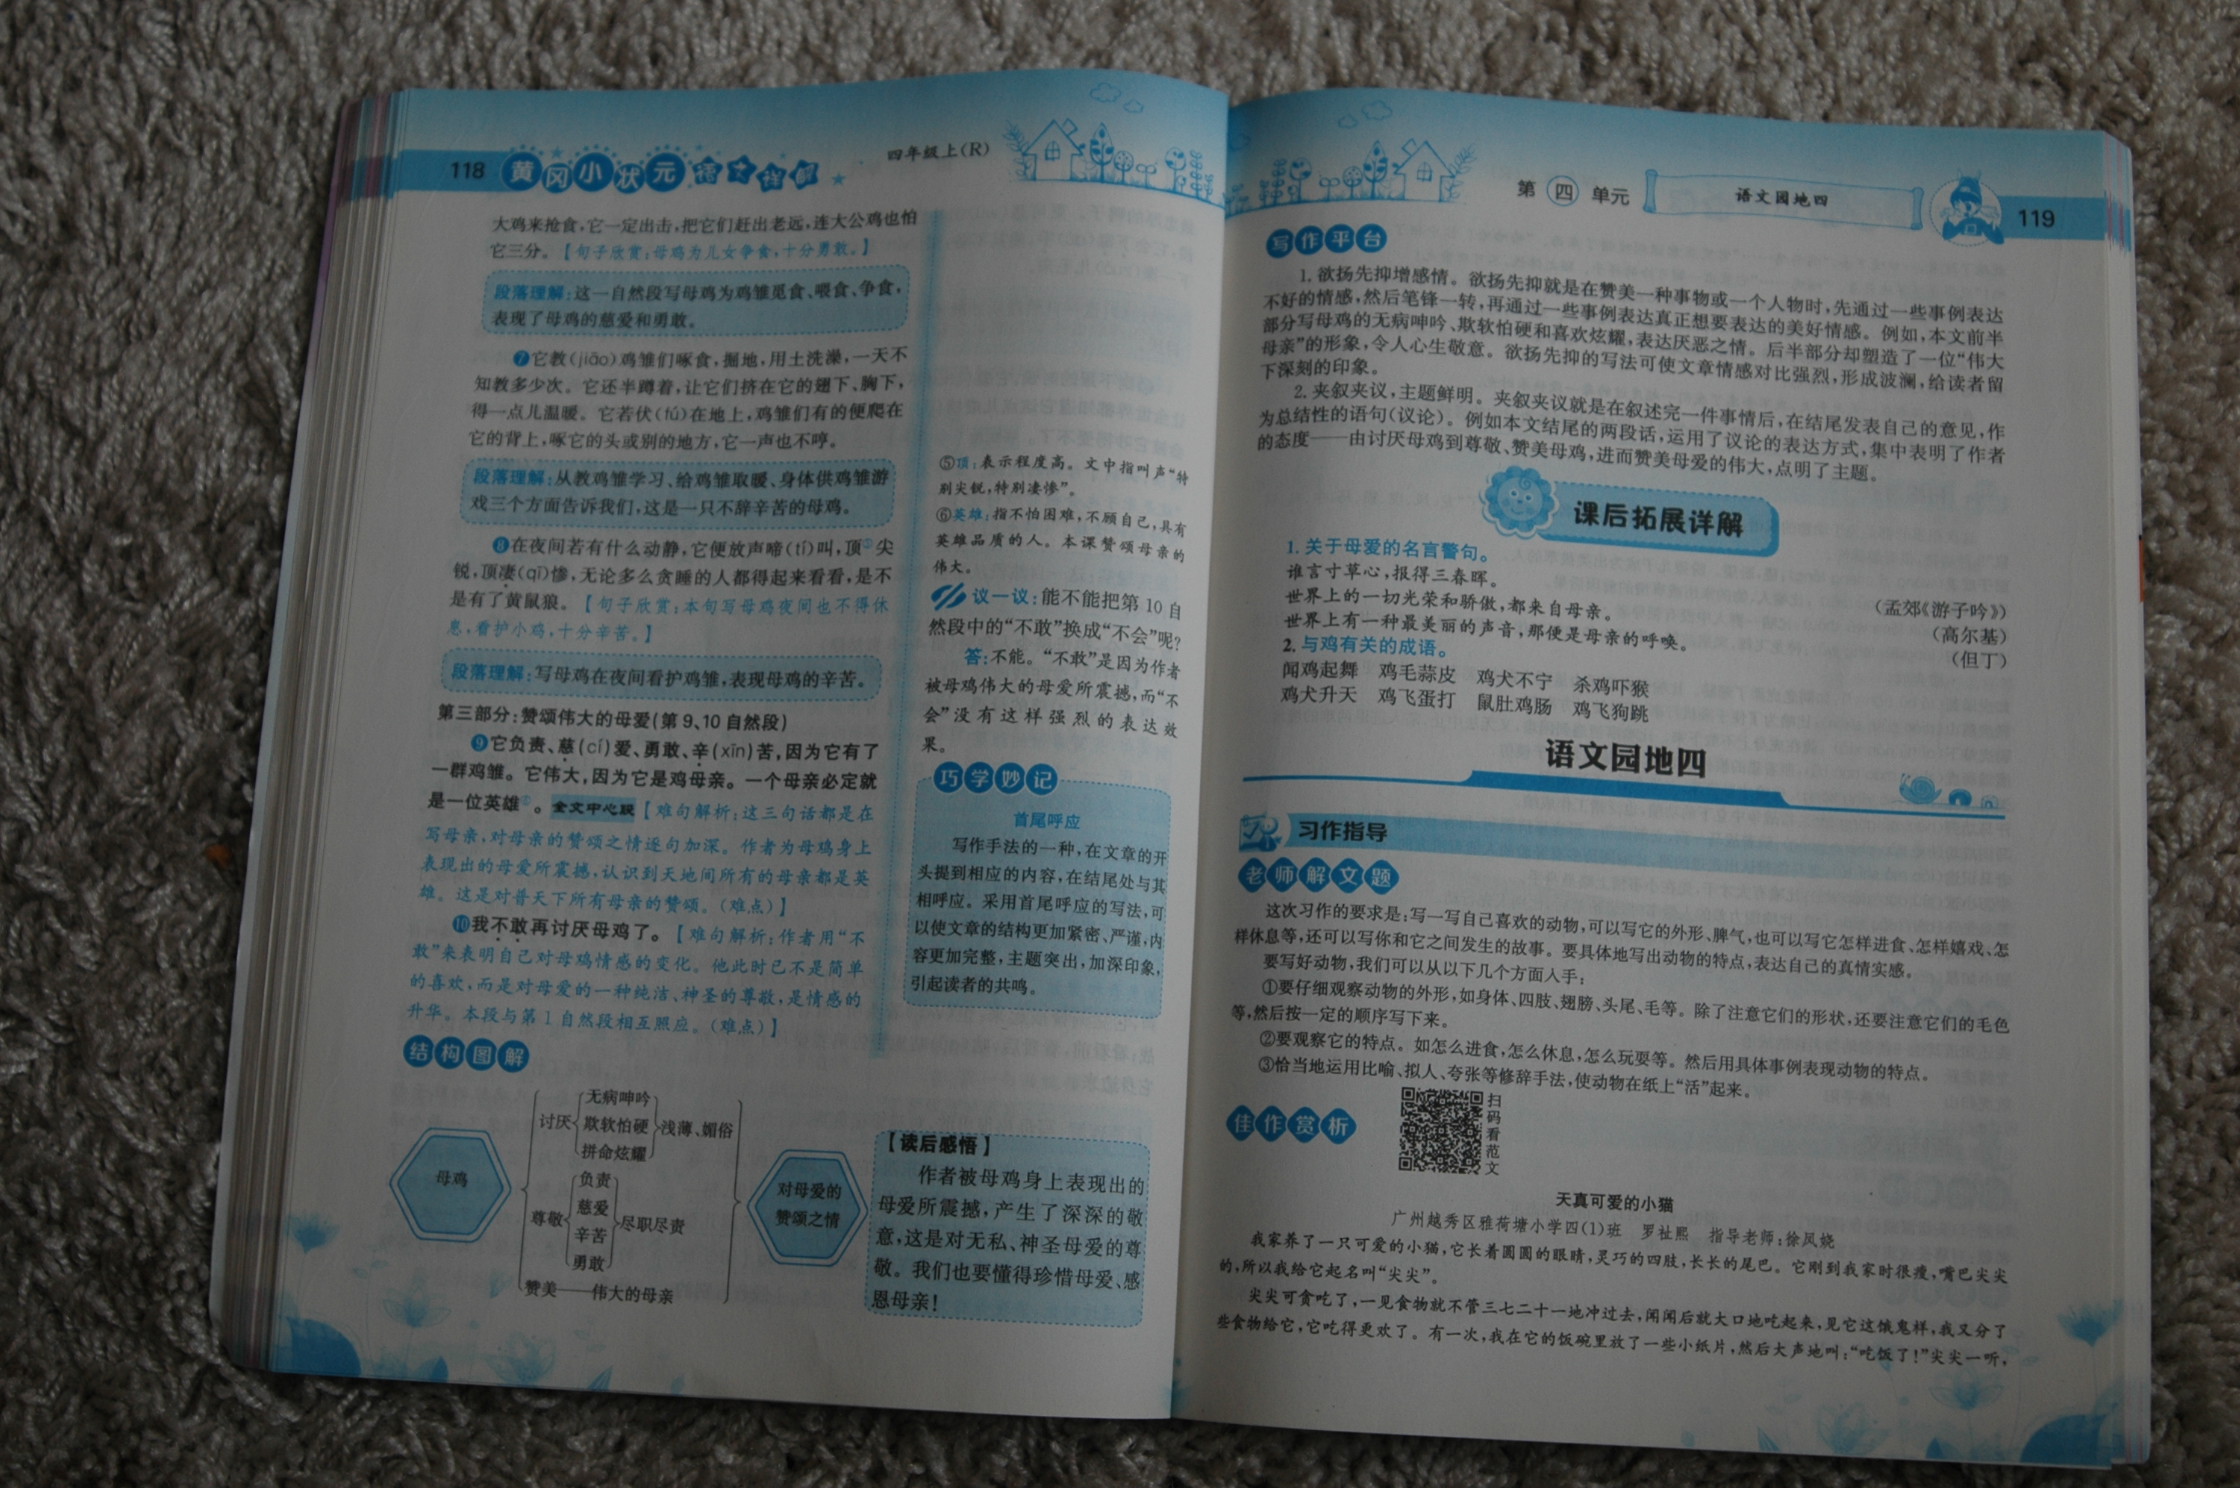 118 黄冈小状元 四年级上(R)
大鸡来抢食,它一定出击,把它们赶出老远,连大公鸡也怕
它三分。【句子欣赏:母鸡为儿女争食,十分勇敢。】
段落理解:这一自然段写母鸡为鸡雏觅食、喂食、争食,
表现了母鸡的慈爱和勇敢。
❼它教(jiāo)鸡雏们啄食,掘地,用土洗澡,一天不
知教多少次。它还半蹲着,让它们挤在它的翅下、胸下,
得一点儿温暖。它若伏(fú)在地上,鸡雏们有的便爬在
它的背上,啄它的头或别的地方,它一声也不哼。
段落理解:从教鸡雏学习、给鸡雏取暖、身体供鸡雏游
戏三个方面告诉我们,这是一只不辞辛苦的母鸡。
❽在夜间若有什么动静,它便放声啼(tí)叫,顶⑤尖
锐,顶凄(qī)惨,无论多么贪睡的人都得起来看看,是不
是有了黄鼠狼。【句子欣赏:本句写母鸡夜间也不得休
息,看护小鸡,十分辛苦。】
段落理解:写母鸡在夜间看护鸡雏,表现母鸡的辛苦。
第三部分:赞颂伟大的母爱(第9、10自然段)
❾它负责、慈(cí)爱、勇敢、辛(xīn)苦,因为它有了
一群鸡雏。它伟大,因为它是鸡母亲。一个母亲必定就
是一位英雄⑥。全文中心段【难句解析:这三句话都是在
写母亲,对母亲的赞颂之情逐句加深。作者为母鸡身上
表现出的母爱所震撼,认识到天地间所有的母亲都是英
雄。这是对普天下所有母亲的赞颂。(难点)】
❿我不敢再讨厌母鸡了。【难句解析:作者用“不
敢”来表明自己对母鸡情感的变化。他此时已不是简单
的喜欢,而是对母爱的一种纯洁、神圣的尊敬,是情感的
升华。本段与第1自然段相互照应。(难点)】
⑤顶:表示程度高。文中指叫声“特
别尖锐,特别凄惨”。
⑥英雄:指不怕困难,不顾自己,具有
英雄品质的人。本课赞颂母亲的
伟大。
议一议:能不能把第10自
然段中的“不敢”换成“不会”呢?
答:不能。“不敢”是因为作者
被母鸡伟大的母爱所震撼,而“不
会”没有这样强烈的表达效
果。
巧学妙记
首尾呼应
写作手法的一种,在文章的开
头提到相应的内容,在结尾处与其
相呼应。采用首尾呼应的写法,可
以使文章的结构更加紧密、严谨,内
容更加完整,主题突出,加深印象,
引起读者的共鸣。
结构图解
母鸡
讨厌
无病呻吟
欺软怕硬
拼命炫耀
浅薄、媚俗
尊敬
负责
慈爱
辛苦
勇敢
尽职尽责
赞美——伟大的母亲
对母爱的
赞颂之情
【读后感悟】
作者被母鸡身上表现出的
母爱所震撼,产生了深深的敬
意,这是对无私、神圣母爱的尊
敬。我们也要懂得珍惜母爱、感
恩母亲!
第四单元 语文园地四 119
写作平台
1. 欲扬先抑增感情。欲扬先抑就是在赞美一种事物或一个人物时,先通过一些事例表达
不好的情感,然后笔锋一转,再通过一些事例表达真正想要表达的美好情感。例如,本文前半
部分写母鸡的无病呻吟、欺软怕硬和喜欢炫耀,表达厌恶之情。后半部分却塑造了一位“伟大
母亲”的形象,令人心生敬意。欲扬先抑的写法可使文章情感对比强烈,形成波澜,给读者留
下深刻的印象。
2. 夹叙夹议,主题鲜明。夹叙夹议就是在叙述完一件事情后,在结尾发表自己的意见,作
为总结性的语句(议论)。例如本文结尾的两段话,运用了议论的表达方式,集中表明了作者
的态度——由讨厌母鸡到尊敬、赞美母鸡,进而赞美母爱的伟大,点明了主题。
课后拓展详解
1. 关于母爱的名言警句。
谁言寸草心,报得三春晖。 (孟郊《游子吟》)
世界上的一切光荣和骄傲,都来自母亲。 (高尔基)
世界上有一种最美丽的声音,那便是母亲的呼唤。 (但丁)
2. 与鸡有关的成语。
闻鸡起舞 鸡毛蒜皮 鸡犬不宁 杀鸡吓猴
鸡犬升天 鸡飞蛋打 鼠肚鸡肠 鸡飞狗跳
语文园地四
习作指导
老师解文题
这次习作的要求是:写一写自己喜欢的动物,可以写它的外形、脾气,也可以写它怎样进食、怎样嬉戏、怎
样休息等,还可以写你和它之间发生的故事。要具体地写出动物的特点,表达自己的真情实感。
要写好动物,我们可以从以下几个方面入手:
①要仔细观察动物的外形,如身体、四肢、翅膀、头尾、毛等。除了注意它们的形状,还要注意它们的毛色
等,然后按一定的顺序写下来。
②要观察它的特点。如怎么进食,怎么休息,怎么玩耍等。然后用具体事例表现动物的特点。
③恰当地运用比喻、拟人、夸张等修辞手法,使动物在纸上“活”起来。
佳作赏析
扫
码
看
范
文
天真可爱的小猫
广州越秀区雅荷塘小学四(1)班 罗祉熙 指导老师:徐凤娆
我家养了一只可爱的小猫,它长着圆圆的眼睛,灵巧的四肢,长长的尾巴。它刚到我家时很瘦,嘴巴尖尖
的,所以我给它起名叫“尖尖”。
尖尖可贪吃了,一见食物就不管三七二十一地冲过去,闻闻后就大口地吃起来,见它这饿鬼样,我又分了
些食物给它,它吃得更欢了。有一次,我在它的饭碗里放了一些小纸片,然后大声地叫:“吃饭了!”尖尖一听,